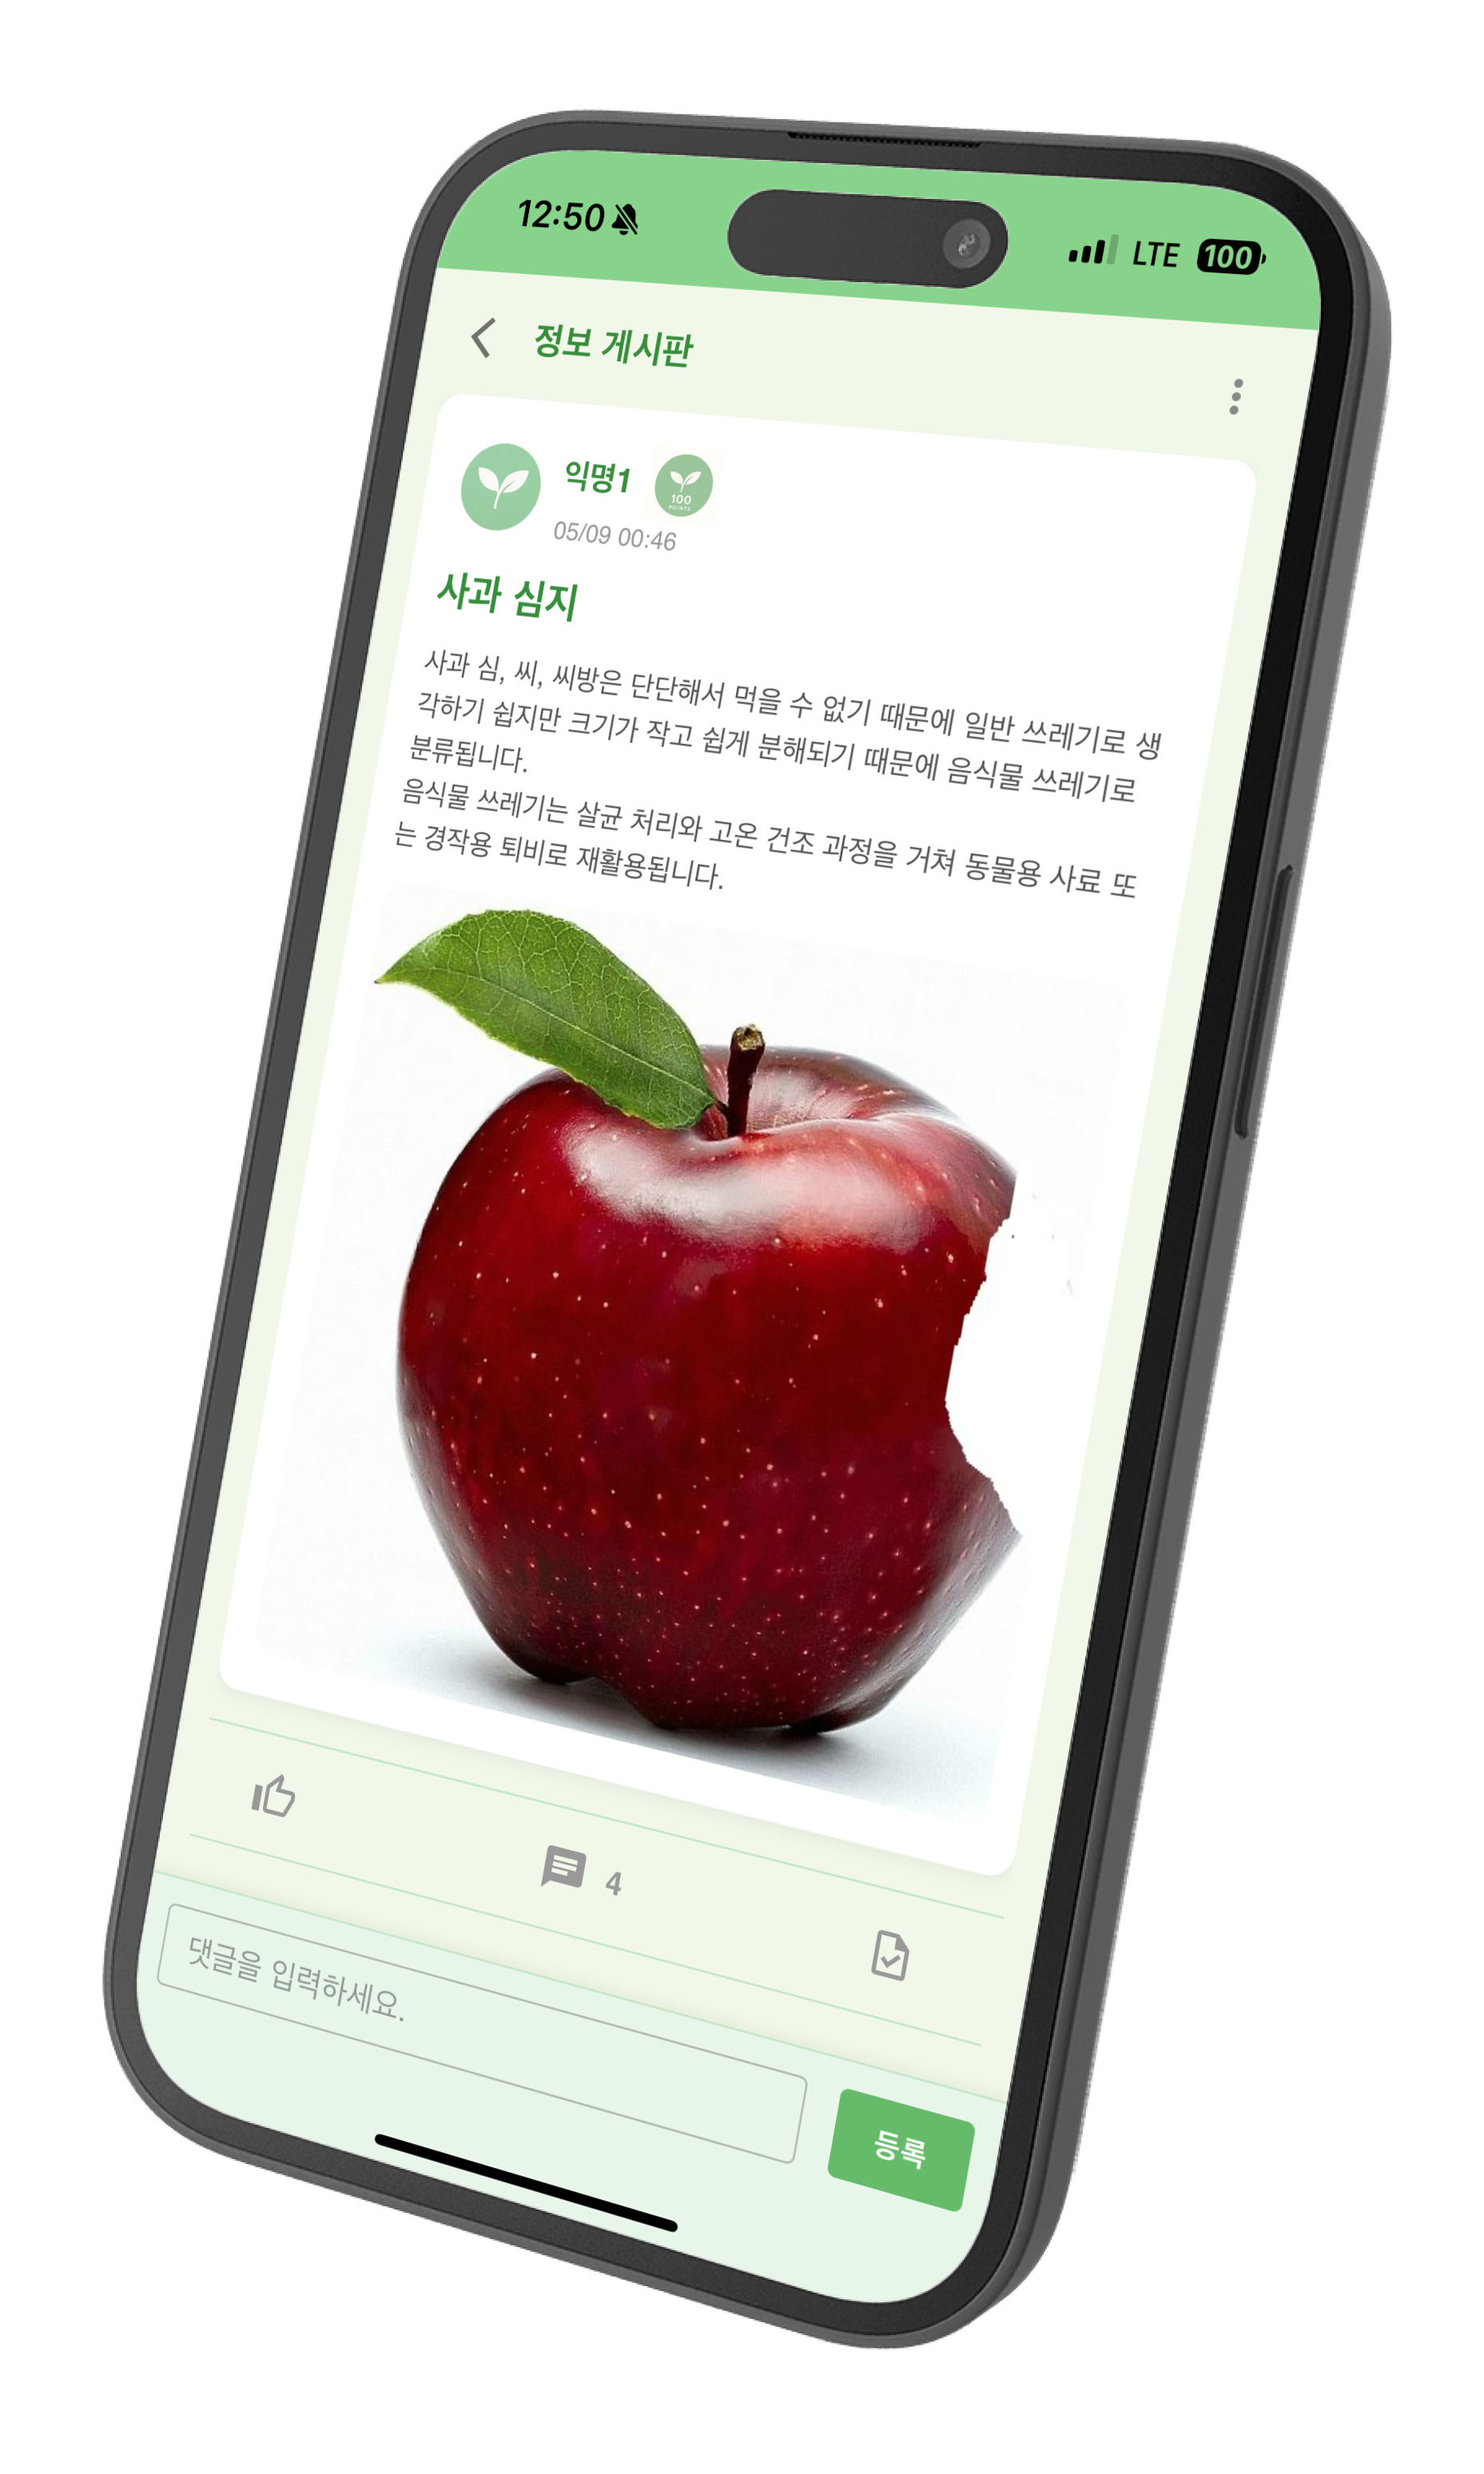 12:50
LTE 100
정보 게시판
익명1
100
POINTS
05/09 00:46
사과 심지
사과 심, 씨, 씨방은 단단해서 먹을 수 없기 때문에 일반 쓰레기로 생
각하기 쉽지만 크기가 작고 쉽게 분해되기 때문에 음식물 쓰레기로
분류됩니다.
음식물 쓰레기는 살균 처리와 고온 건조 과정을 거쳐 동물용 사료 또
는 경작용 퇴비로 재활용됩니다.
4
댓글을 입력하세요.
등록